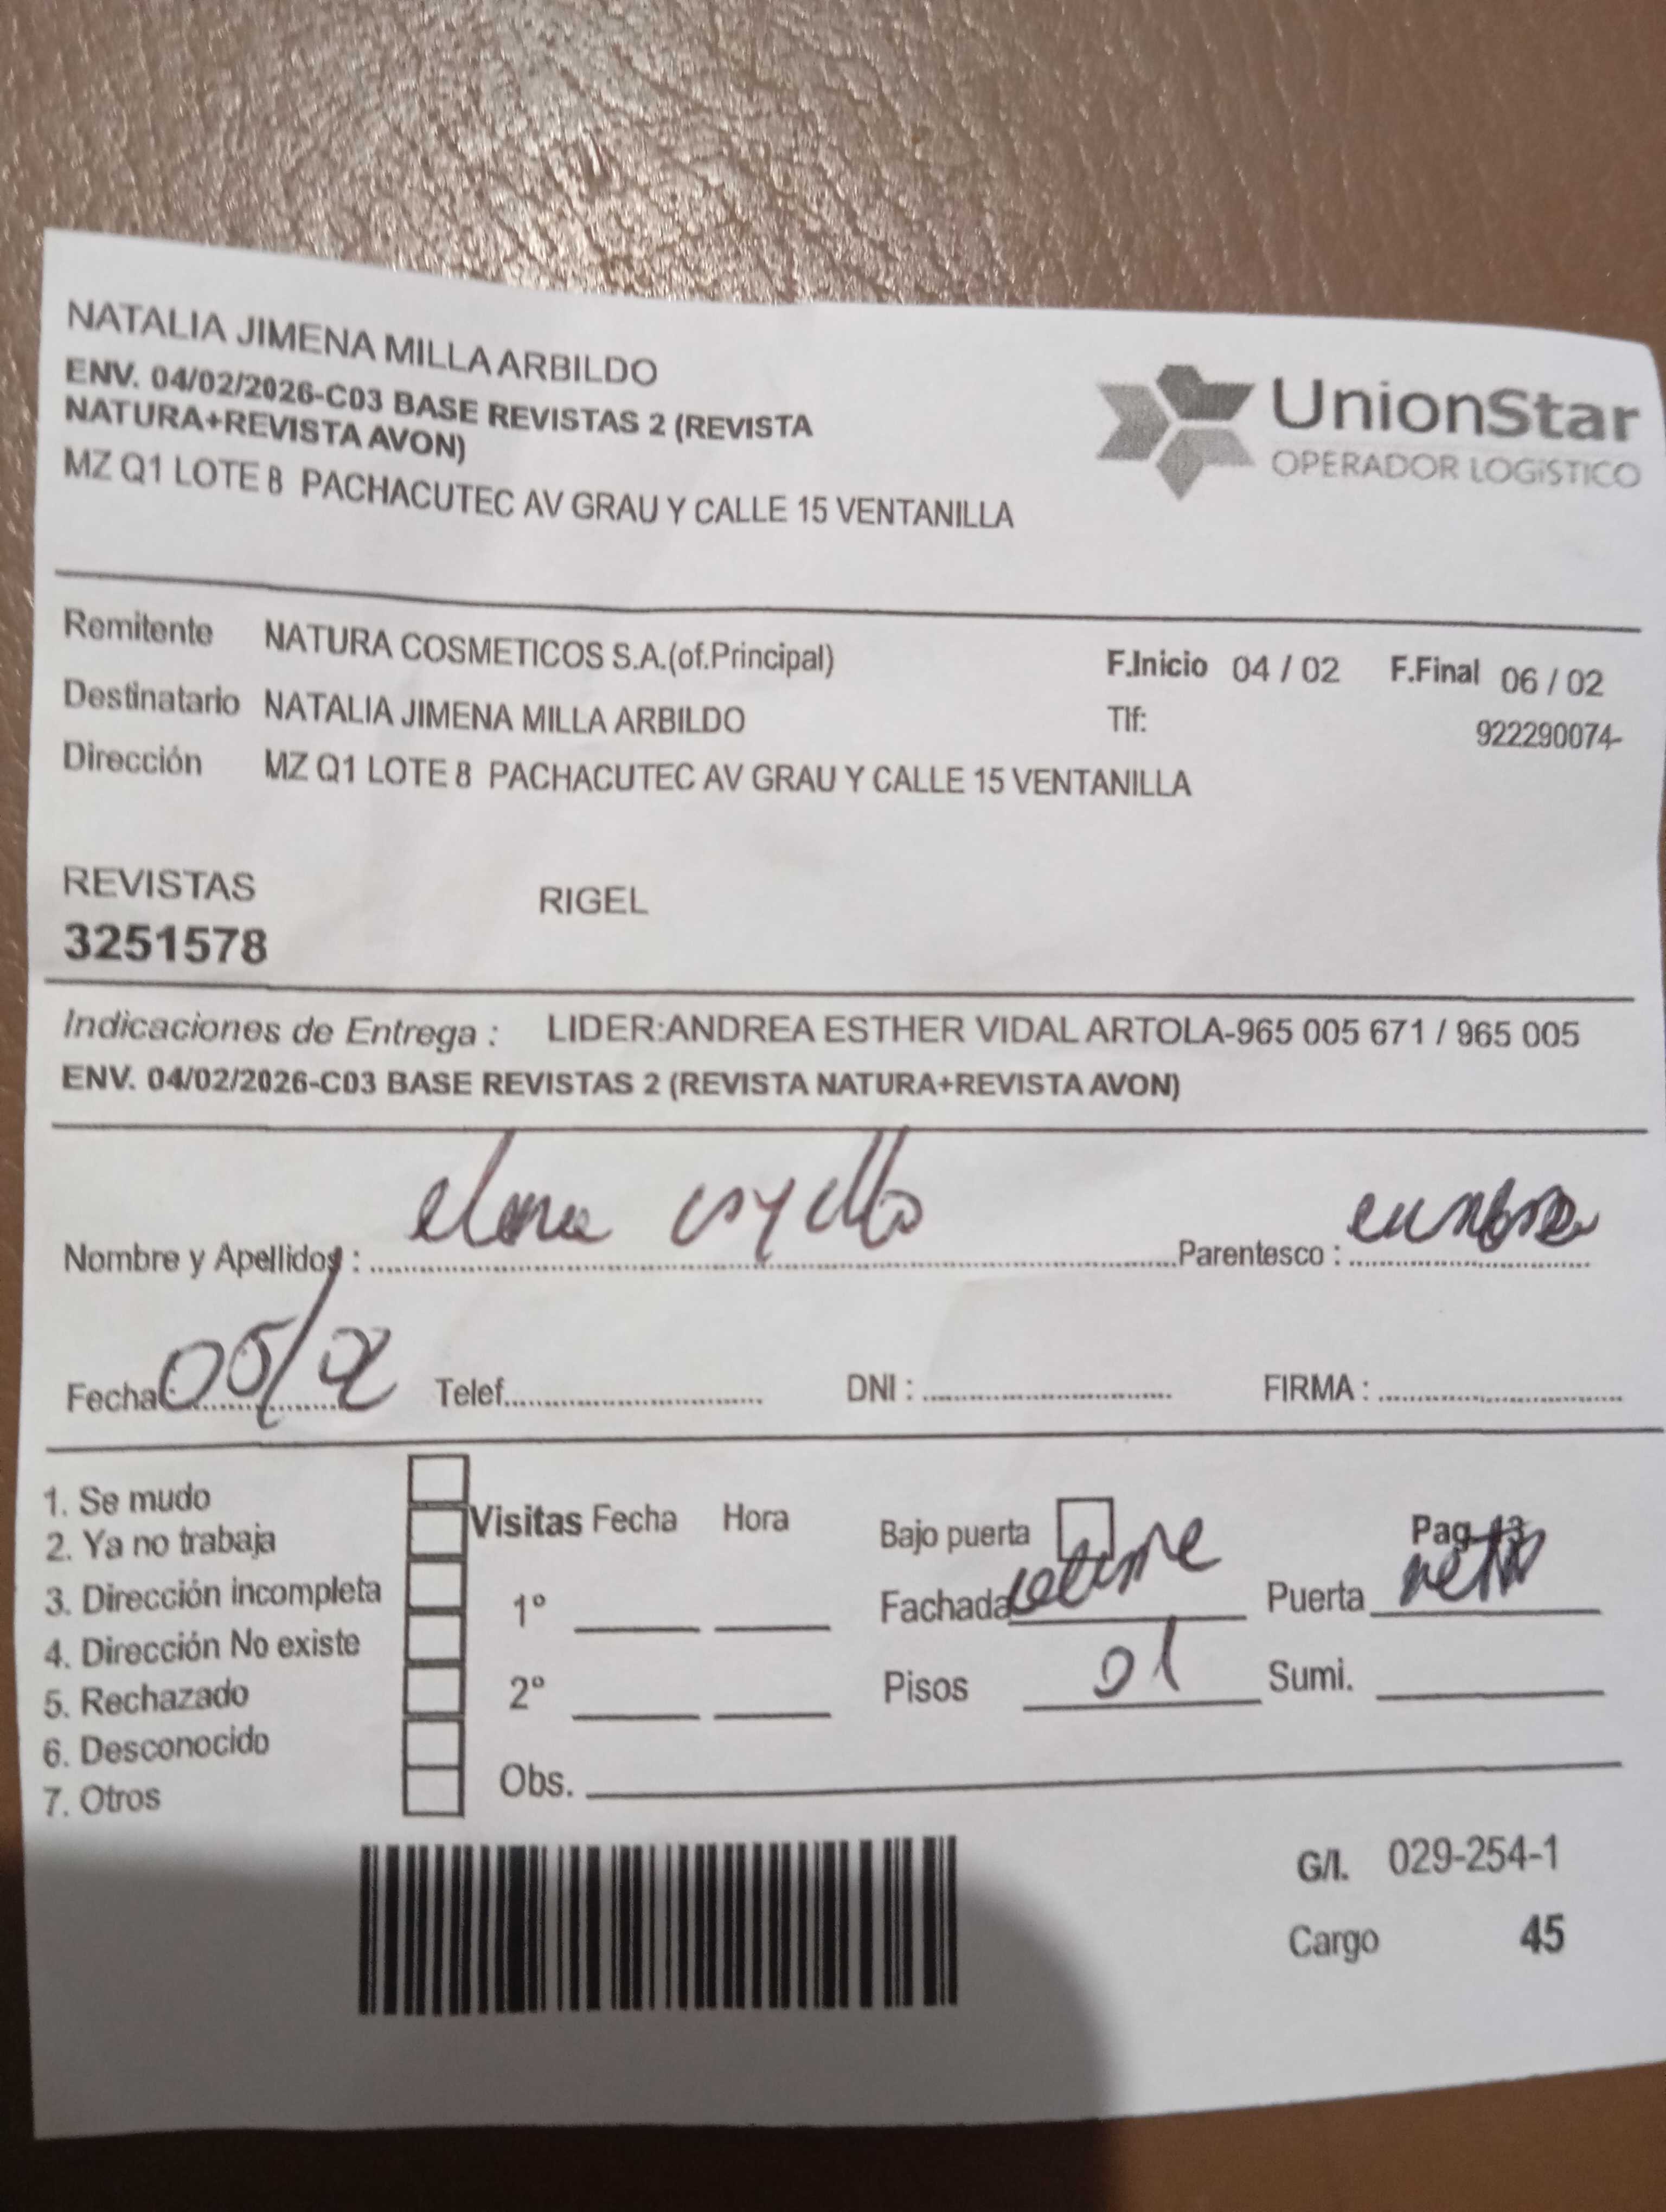 NATALIA JIMENA MILLA ARBILDO
ENV. 04/02/2026-C03 BASE REVISTAS 2 (REVISTA
NATURA+REVISTA AVON)
MZ Q1 LOTE 8 PACHACUTEC AV GRAU Y CALLE 15 VENTANILLA
UnionStar
OPERADOR LOGÍSTICO
Remitente NATURA COSMETICOS S.A.(of.Principal) F.Inicio 04 / 02 F.Final 06 / 02
Destinatario NATALIA JIMENA MILLA ARBILDO Tlf: 922290074-
Dirección MZ Q1 LOTE 8 PACHACUTEC AV GRAU Y CALLE 15 VENTANILLA
REVISTAS RIGEL
3251578
Indicaciones de Entrega : LIDER:ANDREA ESTHER VIDAL ARTOLA-965 005 671 / 965 005
ENV. 04/02/2026-C03 BASE REVISTAS 2 (REVISTA NATURA+REVISTA AVON)
Nombre y Apellidos : elena Parentesco :
Fecha 05/ Telef. DNI : FIRMA :
1. Se mudo
2. Ya no trabaja
3. Dirección incompleta
4. Dirección No existe
5. Rechazado
6. Desconocido
7. Otros
Visitas Fecha Hora
1°
2°
Obs.
Bajo puerta Pag.
Fachada Puerta
Pisos 01 Sumi.
G/I. 029-254-1
Cargo 45